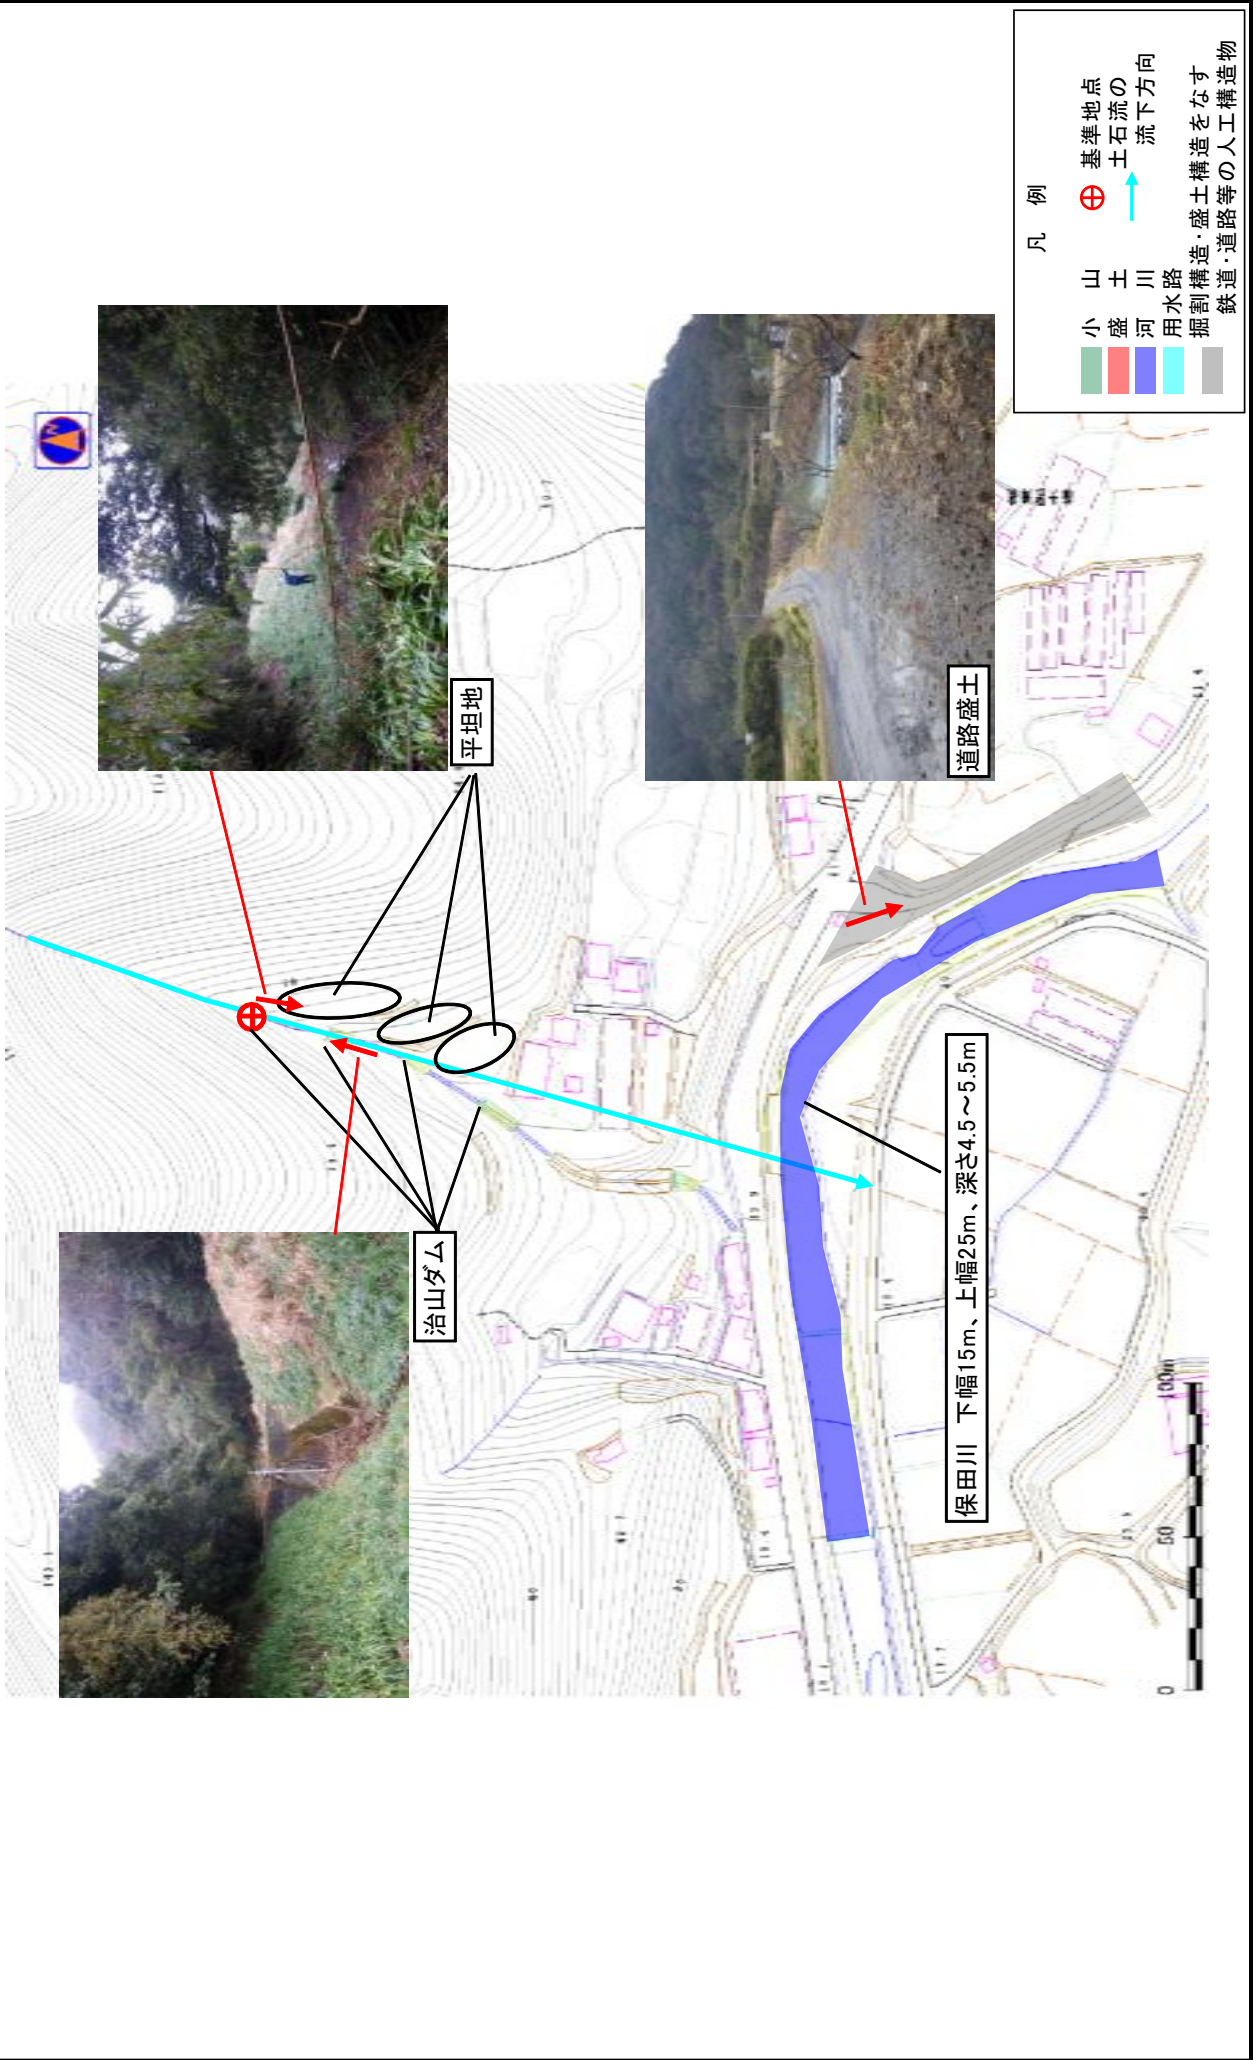 凡 例
小 山
盛 土
河 川
用水路
掘割構造・盛土構造をなす
鉄道・道路等の人工構造物
基準地点
土石流の
流下方向
平坦地
道路盛土
治山ダム
保田川 下幅15m、上幅25m、深さ4.5～5.5m
0 50 100m